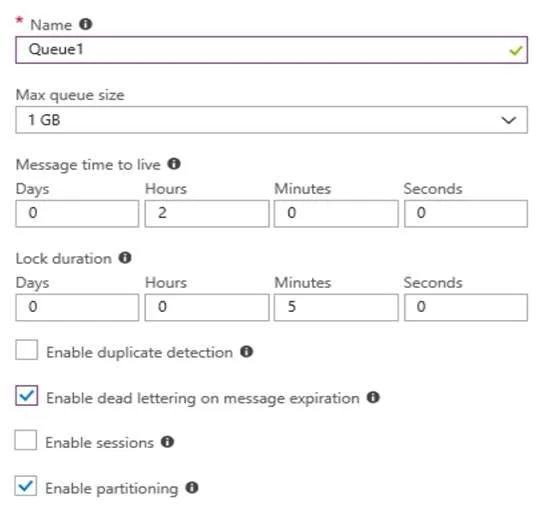 * Name
Queue1
Max queue size
1 GB
Message time to live
Days Hours Minutes Seconds
0 2 0 0
Lock duration
Days Hours Minutes Seconds
0 0 5 0
Enable duplicate detection
Enable dead lettering on message expiration
Enable sessions
Enable partitioning